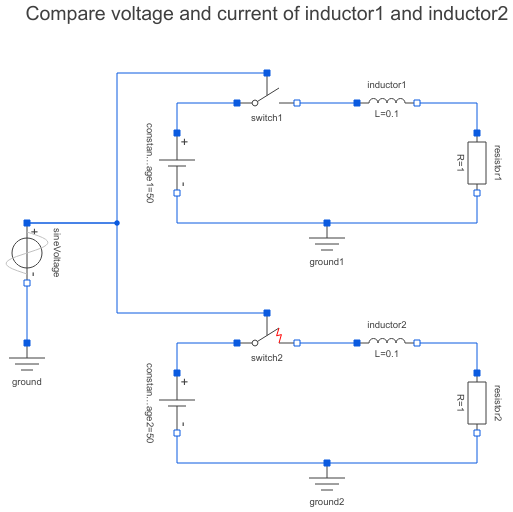 Compare voltage and current of inductor1 and inductor2
inductor1
L=0.1
switch1
constan...age1=50
+
-
resistor1
R=1
sineVoltage
+
-
ground1
ground
inductor2
L=0.1
switch2
constan...age2=50
+
-
resistor2
R=1
ground2